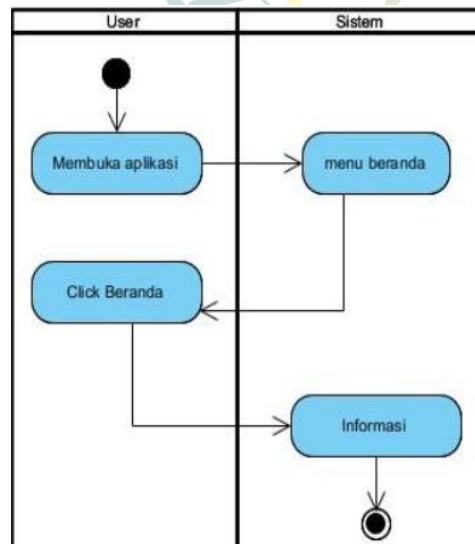 User
Sistem
Membuka aplikasi
menu beranda
Click Beranda
Informasi